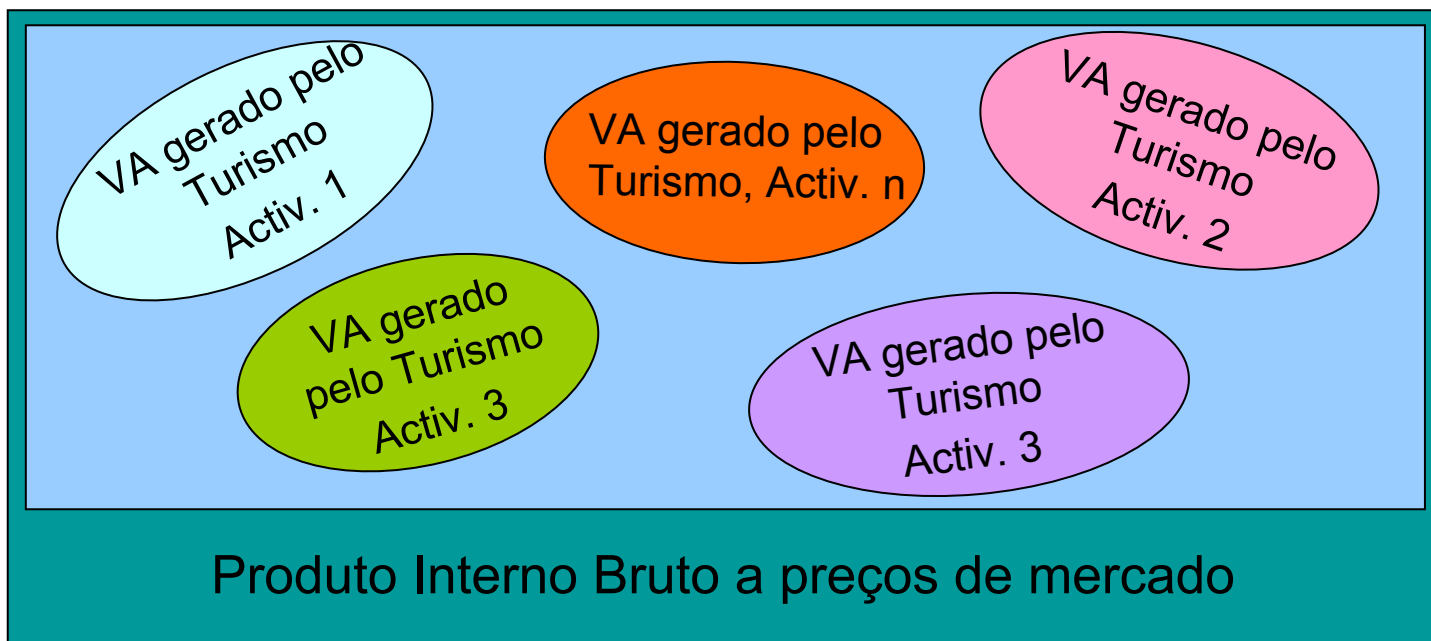 VA gerado pelo
Turismo
Activ. 1
VA gerado pelo
Turismo, Activ. n
VA gerado pelo
Turismo
Activ. 2
VA gerado
pelo Turismo
Activ. 3
VA gerado pelo
Turismo
Activ. 3
Produto Interno Bruto a preços de mercado